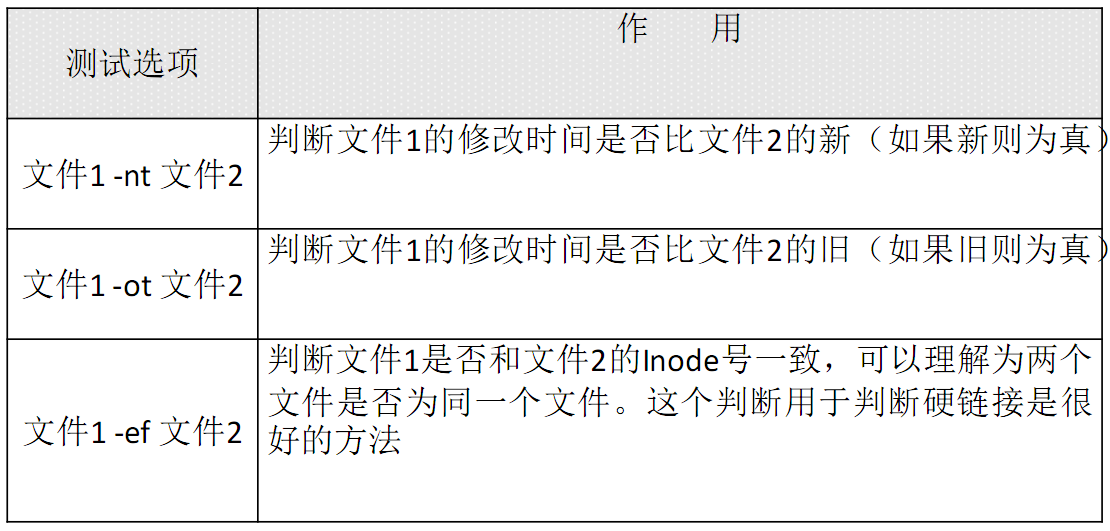 测试选项
作 用
文件1 -nt 文件2
判断文件1的修改时间是否比文件2的新（如果新则为真）
文件1 -ot 文件2
判断文件1的修改时间是否比文件2的旧（如果旧则为真）
文件1 -ef 文件2
判断文件1是否和文件2的Inode号一致，可以理解为两个
文件是否为同一个文件。这个判断用于判断硬链接是很
好的方法